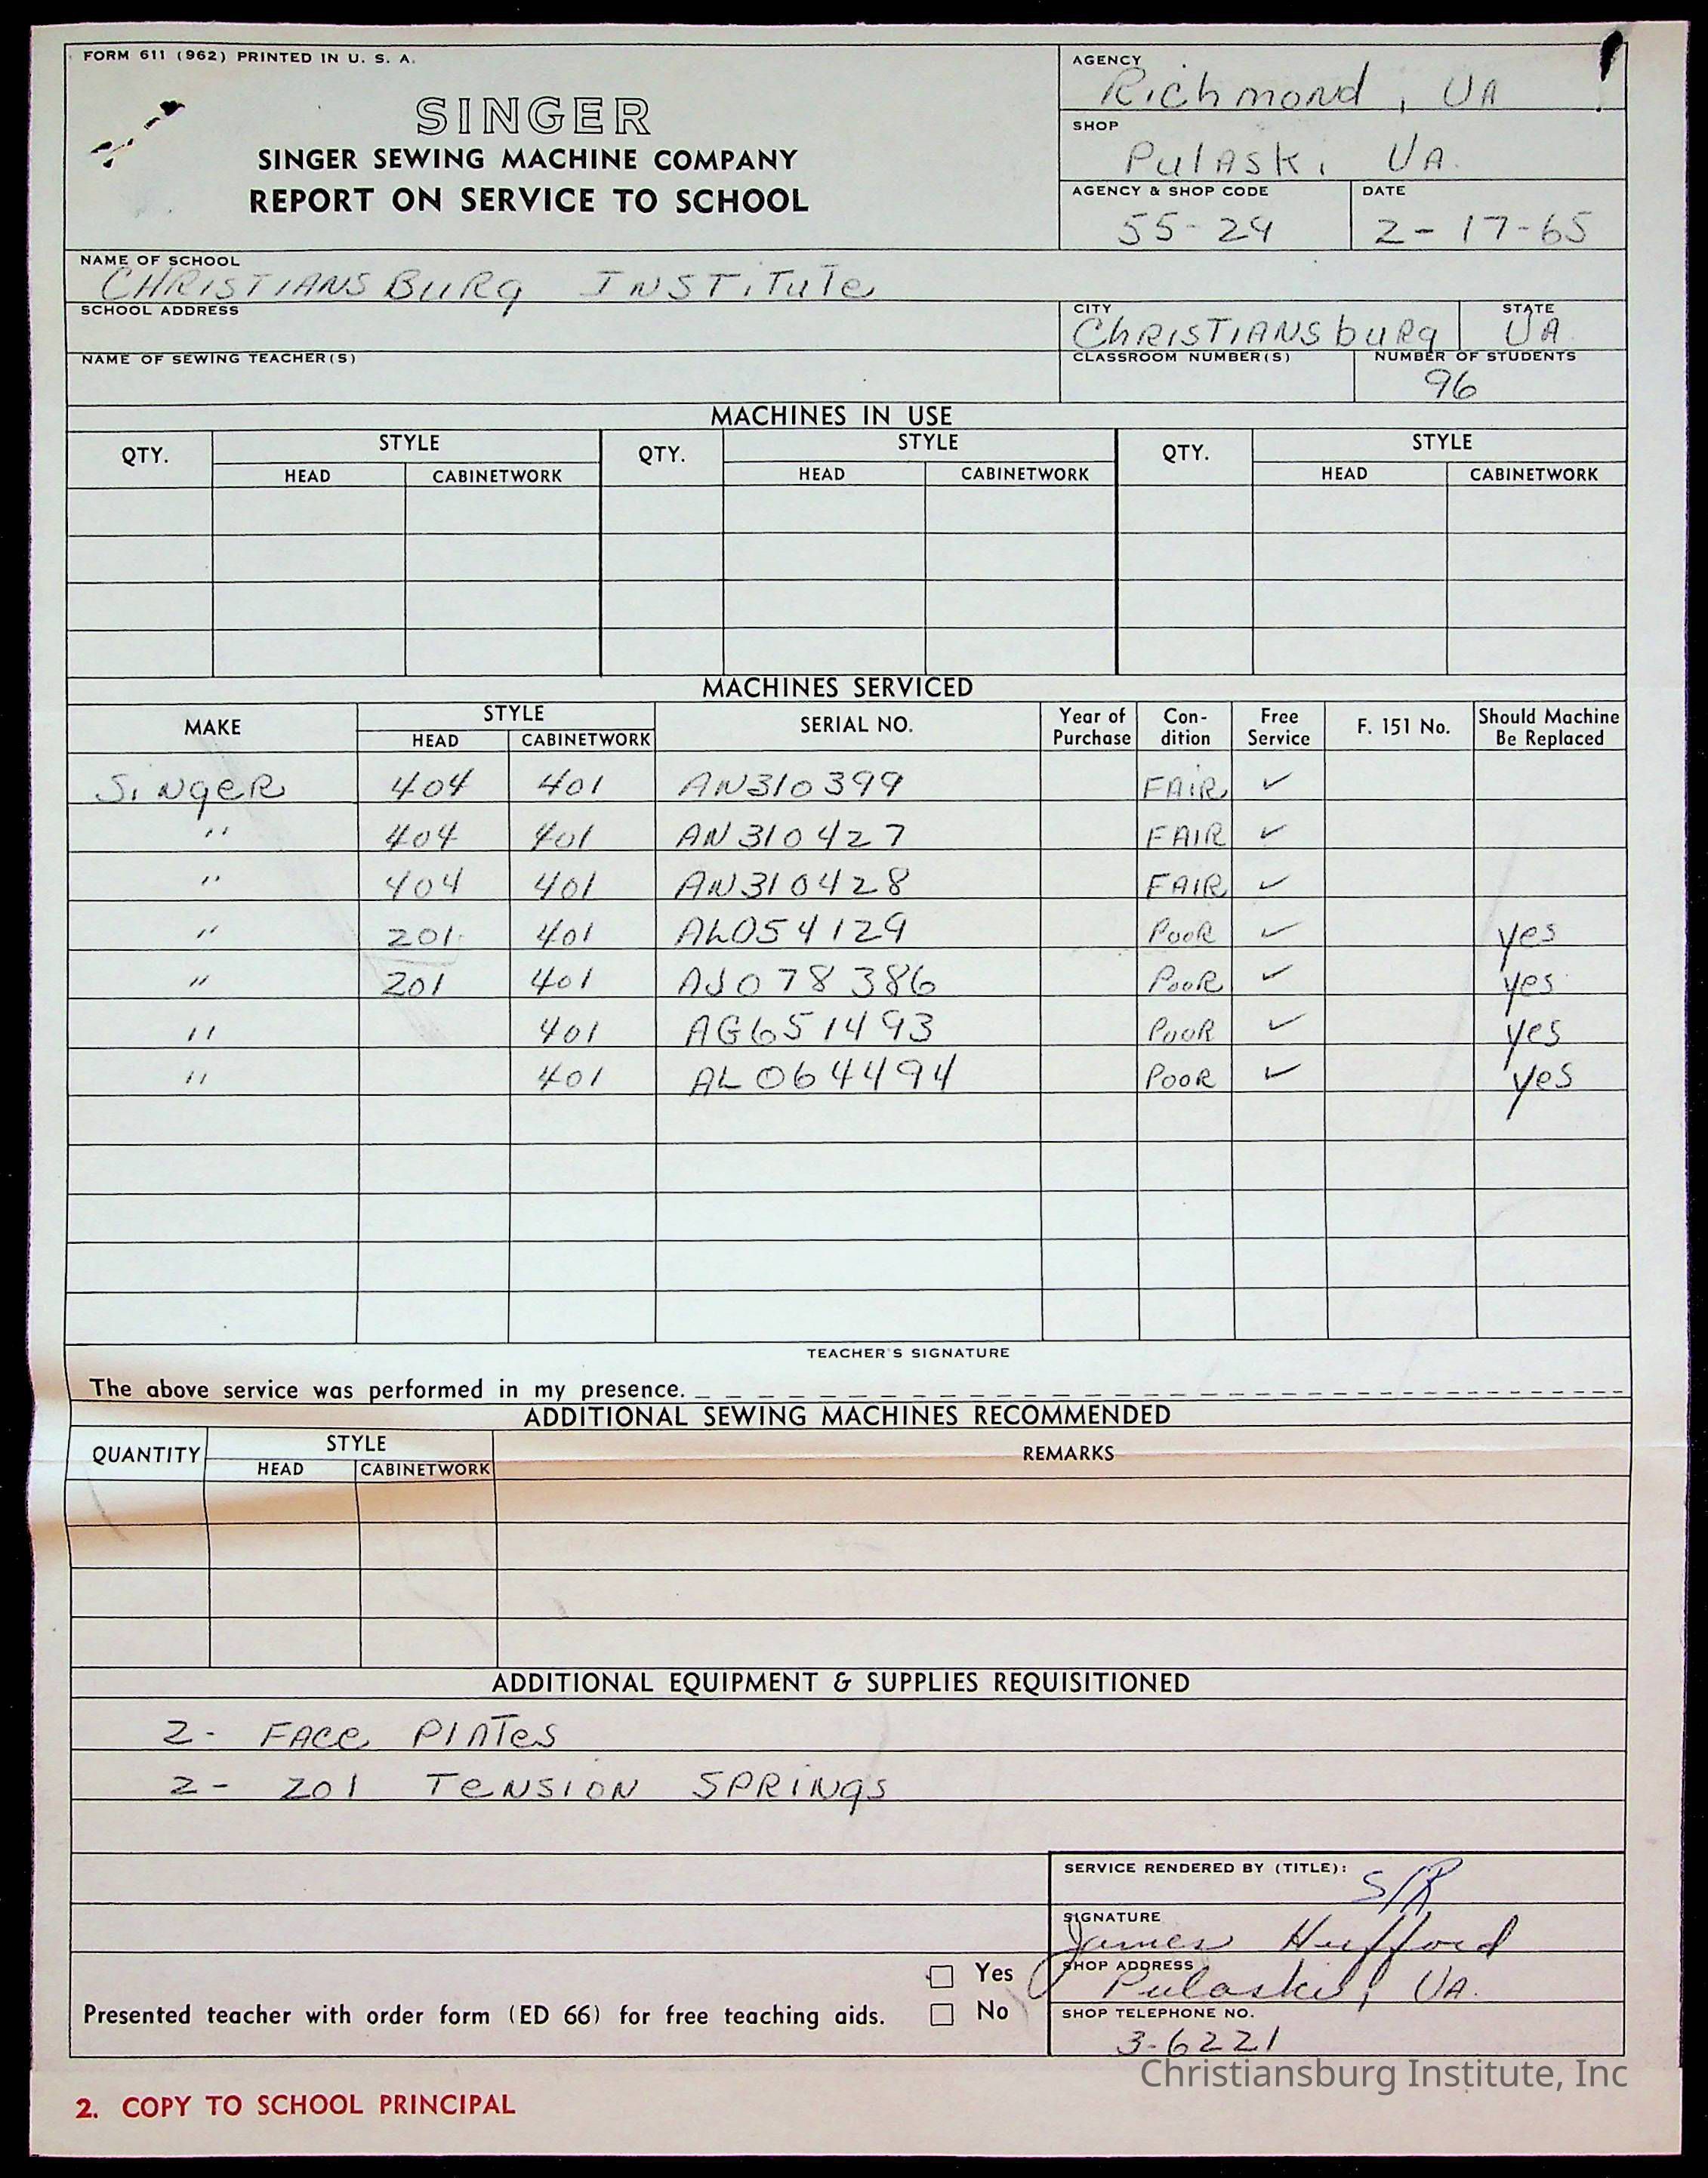 FORM 611 (962) PRINTED IN U. S. A.
SINGER
SINGER SEWING MACHINE COMPANY
REPORT ON SERVICE TO SCHOOL
AGENCY
Richmond, VA
SHOP
Pulaski VA.
AGENCY & SHOP CODE DATE
55-29 2-17-65
NAME OF SCHOOL
CHRISTIANSBURg INSTiTuTe
SCHOOL ADDRESS CITY STATE
ChRISTIANSbuRg VA.
NAME OF SEWING TEACHER(S) CLASSROOM NUMBER(S) NUMBER OF STUDENTS
96
MACHINES IN USE
QTY. STYLE QTY. STYLE QTY. STYLE
HEAD CABINETWORK HEAD CABINETWORK HEAD CABINETWORK
MACHINES SERVICED
MAKE STYLE SERIAL NO. Year of Purchase Con-dition Free Service F. 151 No. Should Machine Be Replaced
HEAD CABINETWORK
SiNgeR 404 401 AN310399 FAiR ✓
" 404 401 AN310427 FAIR ✓
" 404 401 AN310428 FAIR ✓
" 201 401 AL054129 PooR ✓ yes
" 201 401 AJ078386 PooR ✓ yes
" 401 AG651493 PooR ✓ yes
" 401 AL064494 PooR ✓ yes
TEACHER'S SIGNATURE
The above service was performed in my presence.
ADDITIONAL SEWING MACHINES RECOMMENDED
QUANTITY STYLE REMARKS
HEAD CABINETWORK
ADDITIONAL EQUIPMENT & SUPPLIES REQUISITIONED
2- FACe PlATes
2- 201 TeNSION SPRiNgS
SERVICE RENDERED BY (TITLE): S/R
SIGNATURE
James Hufford
SHOP ADDRESS
Pulaski, VA.
SHOP TELEPHONE NO.
3-6221
Yes
Presented teacher with order form (ED 66) for free teaching aids. No
Christiansburg Institute, Inc
2. COPY TO SCHOOL PRINCIPAL